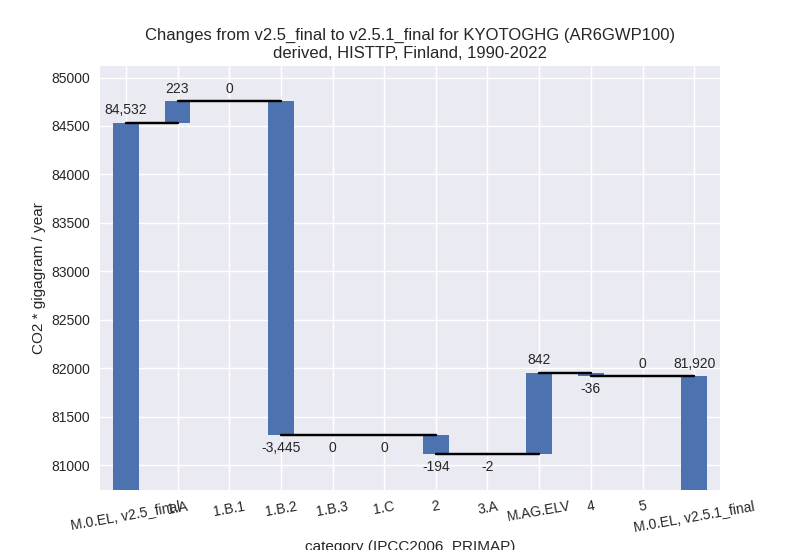 Changes from v2.5_final to v2.5.1_final for KYOTOGHG (AR6GWP100)
derived, HISTTP, Finland, 1990-2022
CO2 * gigagram / year
85000
84500
84000
83500
83000
82500
82000
81500
81000
84,532
223
0
-3,445
0
0
-194
-2
842
-36
0
81,920
M.0.EL, v2.5_final
1.A
1.B.1
1.B.2
1.B.3
1.C
2
3.A
M.AG.ELV
4
5
M.0.EL, v2.5.1_final
category (IPCC2006_PRIMAP)